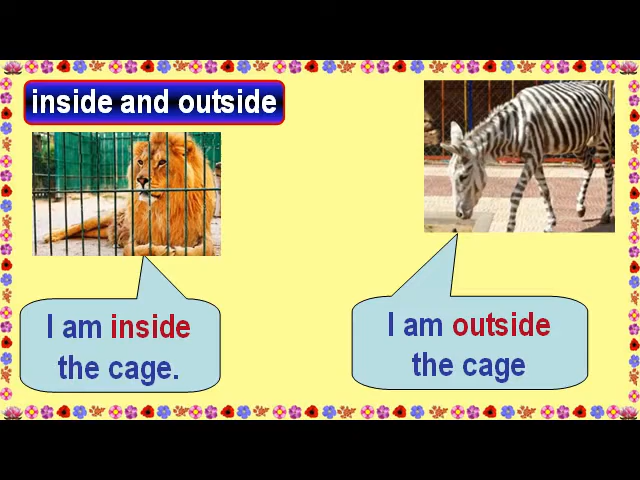 inside and outside
I am inside
the cage.
I am outside
the cage